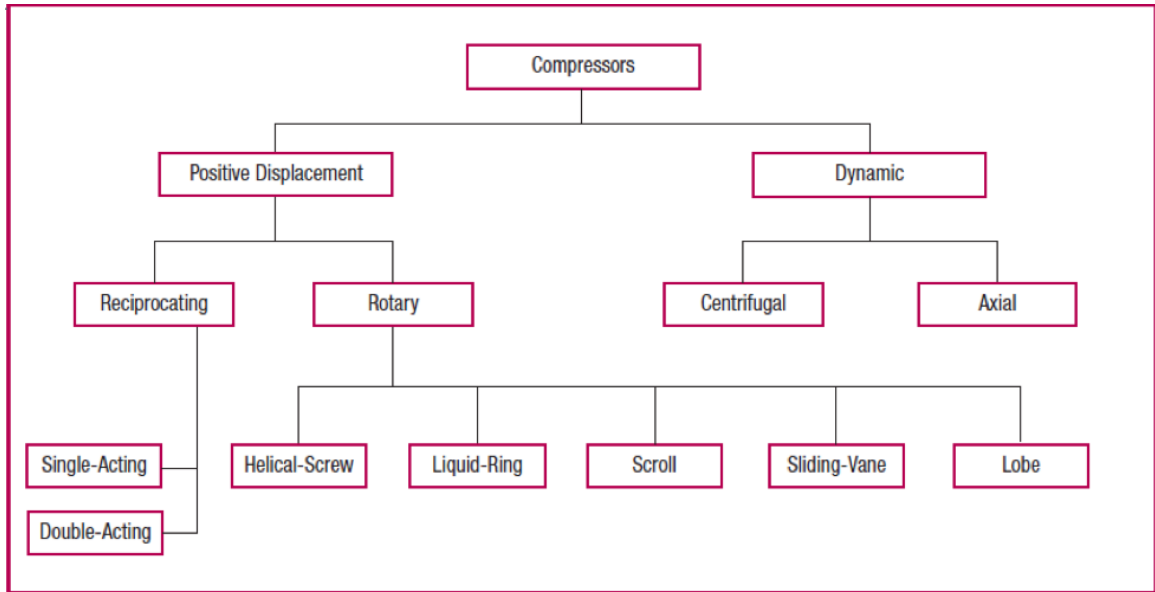 Compressors
Positive Displacement
Dynamic
Reciprocating
Rotary
Centrifugal
Axial
Single-Acting
Helical-Screw
Liquid-Ring
Scroll
Sliding-Vane
Lobe
Double-Acting